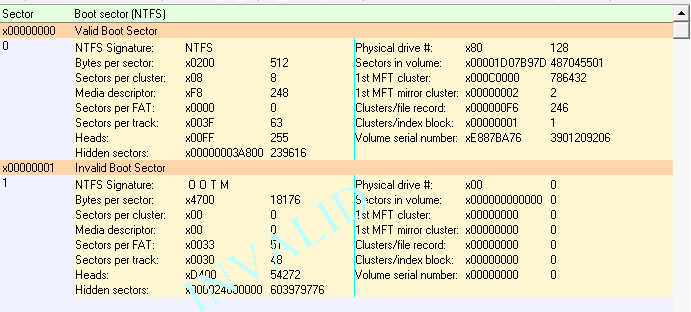 Sector Boot sector (NTFS)
x00000000 Valid Boot Sector
0 NTFS Signature: NTFS Physical drive #: x80 128
Bytes per sector: x0200 512 Sectors in volume: x00001D07B97D 487045501
Sectors per cluster: x08 8 1st MFT cluster: x000C0000 786432
Media descriptor: xF8 248 1st MFT mirror cluster: x00000002 2
Sectors per FAT: x0000 0 Clusters/file record: x000000F6 246
Sectors per track: x003F 63 Clusters/index block: x00000001 1
Heads: x00FF 255 Volume serial number: xE887BA76 3901209206
Hidden sectors: x00000003A800 239616
x00000001 Invalid Boot Sector
1 NTFS Signature: O O T M Physical drive #: x00 0
Bytes per sector: x4700 18176 Sectors in volume: x000000000000 0
Sectors per cluster: x00 0 1st MFT cluster: x00000000 0
Media descriptor: x00 0 1st MFT mirror cluster: x00000000 0
Sectors per FAT: x0033 51 Clusters/file record: x00000000 0
Sectors per track: x0030 48 Clusters/index block: x00000000 0
Heads: xD400 54272 Volume serial number: x00000000 0
Hidden sectors: x000024000000 603979776
INVALID